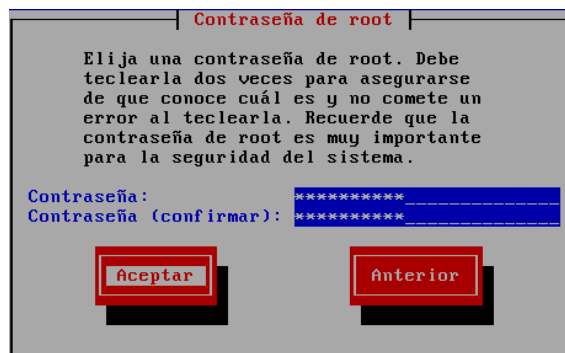 Contraseña de root
Elija una contraseña de root. Debe
teclearla dos veces para asegurarse
de que conoce cuál es y no comete un
error al teclearla. Recuerde que la
contraseña de root es muy importante
para la seguridad del sistema.
Contraseña: **********______________
Contraseña (confirmar): **********______________
Aceptar Anterior